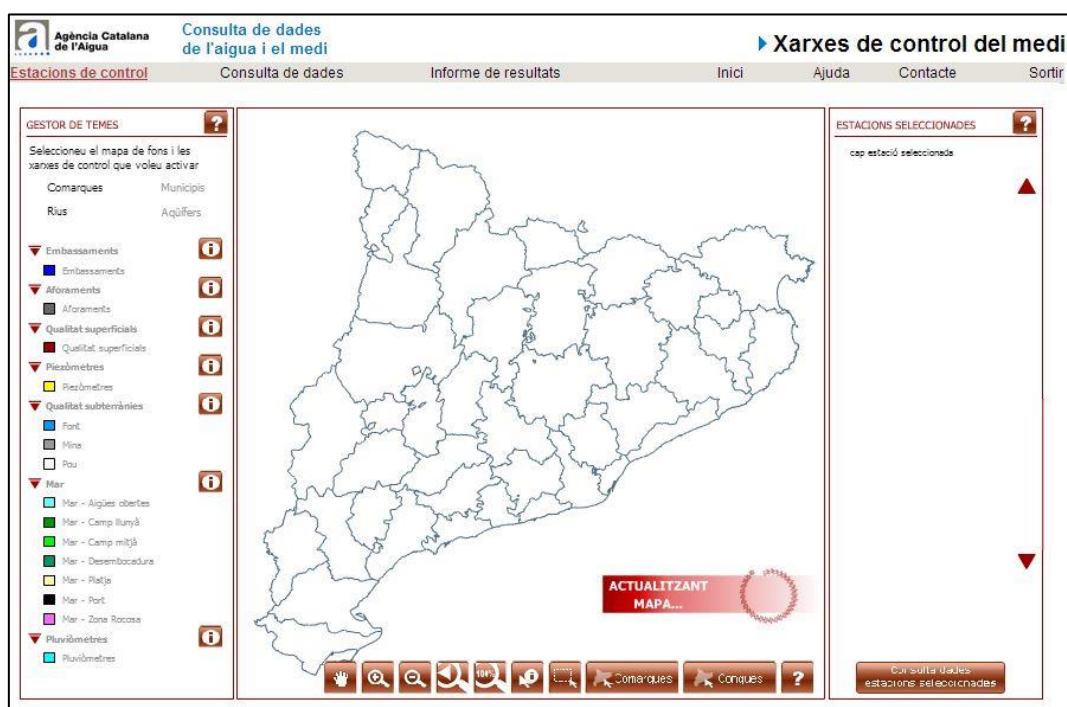 Agència Catalana
de l'Aigua
Consulta de dades
de l'aigua i el medi
Xarxes de control del medi
Estacions de control
Consulta de dades
Informe de resultats
Inici
Ajuda
Contacte
Sortir
GESTOR DE TEMES
?
Seleccioneu el mapa de fons i les
xarxes de control que voleu activar
Comarques
Municipis
Rius
Aqüífers
Embassaments
Embassaments
Aforaments
Aforaments
Qualitat superficials
Qualitat superficials
Piezòmetres
Piezòmetres
Qualitat subterrànies
Font
Mina
Pou
Mar
Mar - Aigües obertes
Mar - Camp llunyà
Mar - Camp mitjà
Mar - Desembocadura
Mar - Platja
Mar - Port
Mar - Zona Rocosa
Pluviòmetres
Pluviòmetres
ACTUALITZANT
MAPA...
100%
Comarques
Conques
?
ESTACIONS SELECCIONADES
?
cap estació seleccionada
Consulta dades
estacions seleccionades